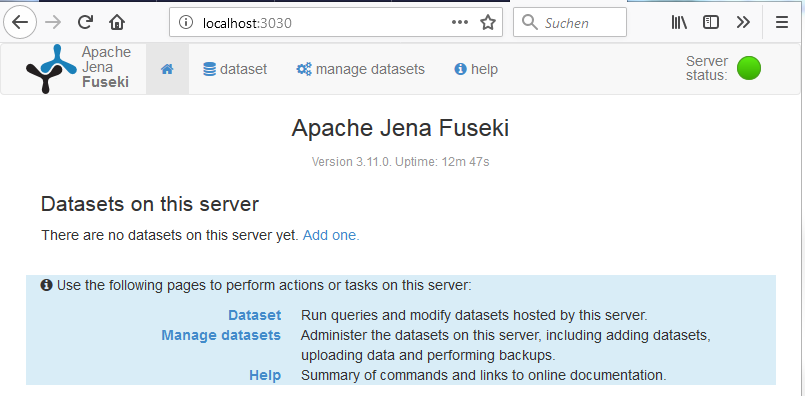 localhost:3030
Suchen
Apache
Jena
Fuseki
dataset
manage datasets
help
Server
status:
Apache Jena Fuseki
Version 3.11.0. Uptime: 12m 47s
Datasets on this server
There are no datasets on this server yet. Add one.
Use the following pages to perform actions or tasks on this server:
Dataset Run queries and modify datasets hosted by this server.
Manage datasets Administer the datasets on this server, including adding datasets,
uploading data and performing backups.
Help Summary of commands and links to online documentation.